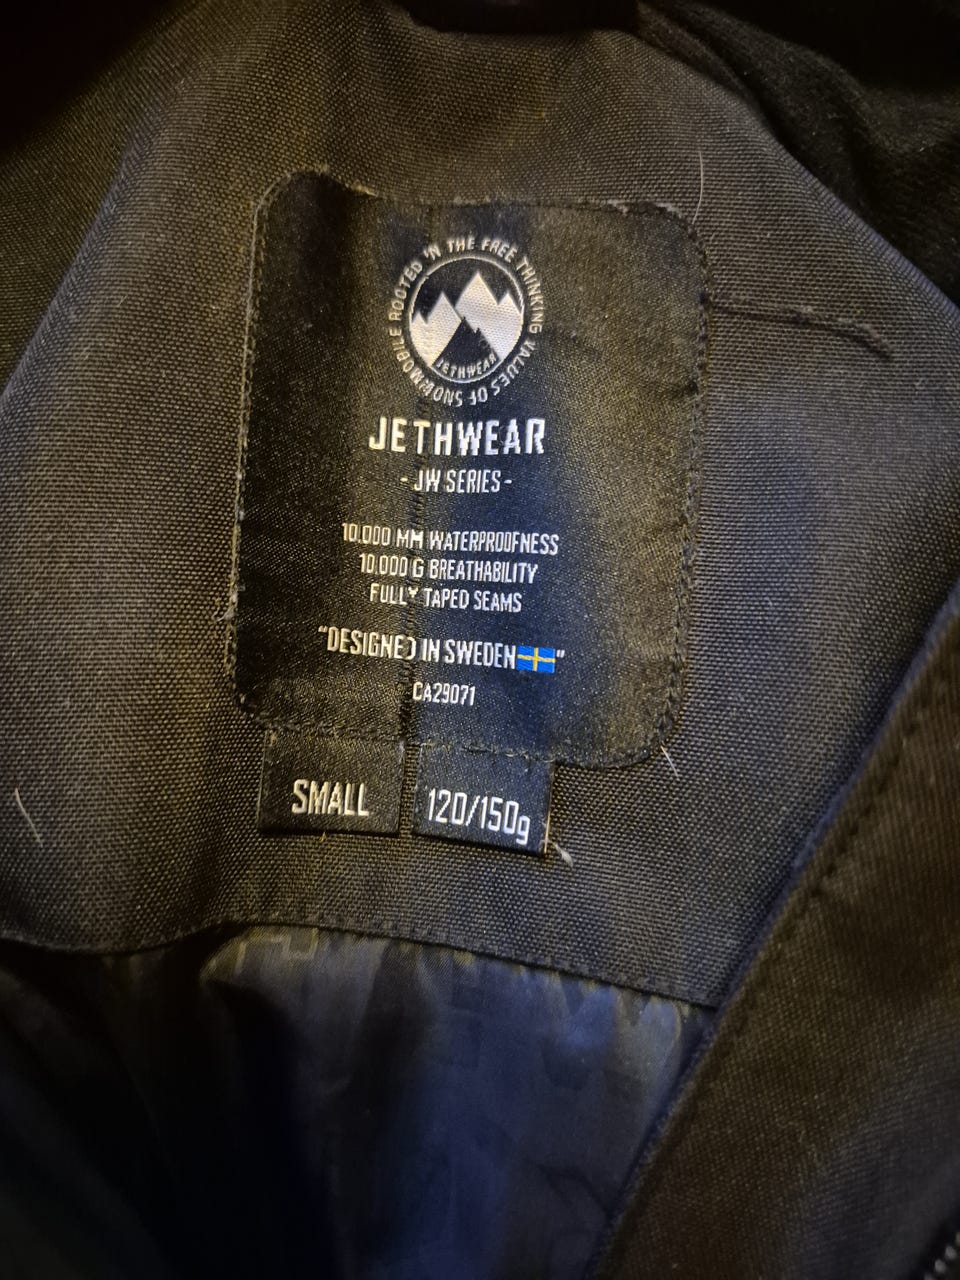 ROOTED 'N THE FREE THINKING VALUES OF SNOWMOBILE
JETHWEAR
JETHWEAR
- JW SERIES -
10.000 MM WATERPROOFNESS
10.000 G BREATHABILITY
FULLY TAPED SEAMS
"DESIGNED IN SWEDEN🇸🇪"
CA29071
SMALL
120/150g